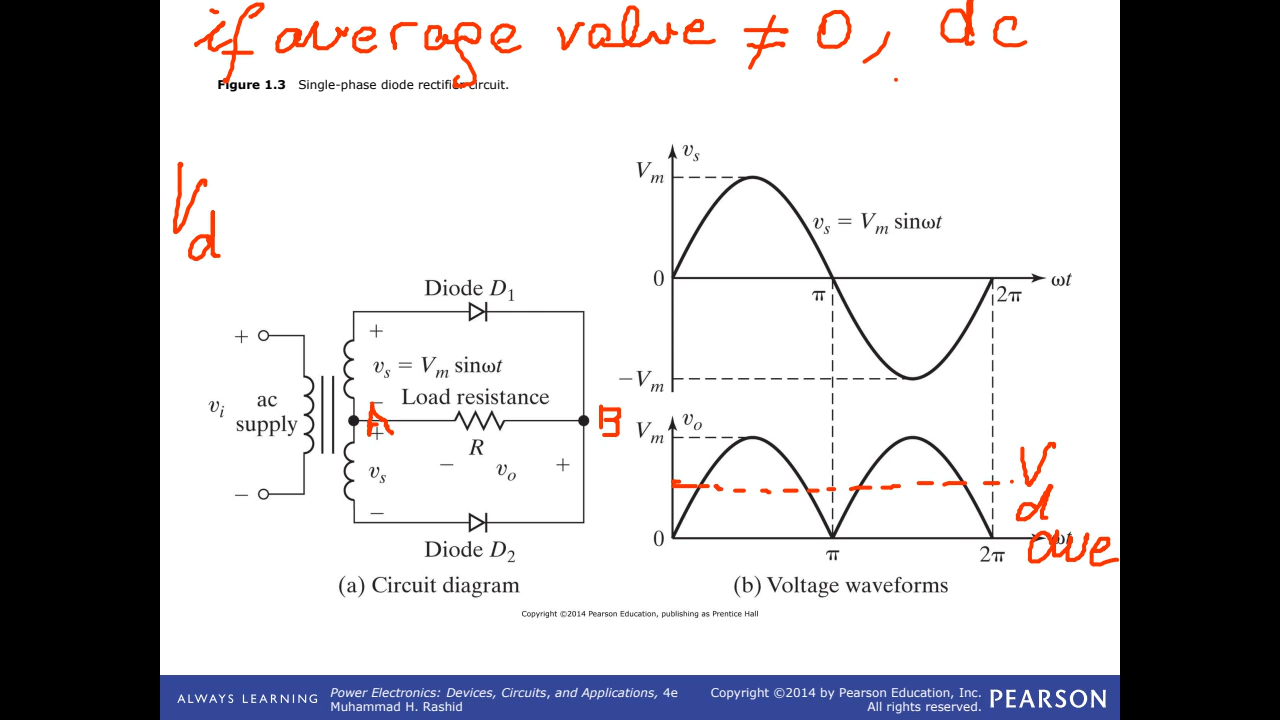 if average value ≠ 0, dc
Figure 1.3 Single-phase diode rectifier circuit.
V
d
Diode D1
+
+
vs = Vm sinωt
Load resistance
vi
ac
supply
−
A
B
+
R
−
vo
+
vs
−
−
Diode D2
(a) Circuit diagram
vs
Vm
vs = Vm sinωt
0
π
2π
ωt
−Vm
vo
Vm
V
d
ave
0
π
2π
ωt
(b) Voltage waveforms
Copyright ©2014 Pearson Education, publishing as Prentice Hall
ALWAYS LEARNING
Power Electronics: Devices, Circuits, and Applications, 4e
Muhammad H. Rashid
Copyright ©2014 by Pearson Education, Inc.
All rights reserved.
PEARSON